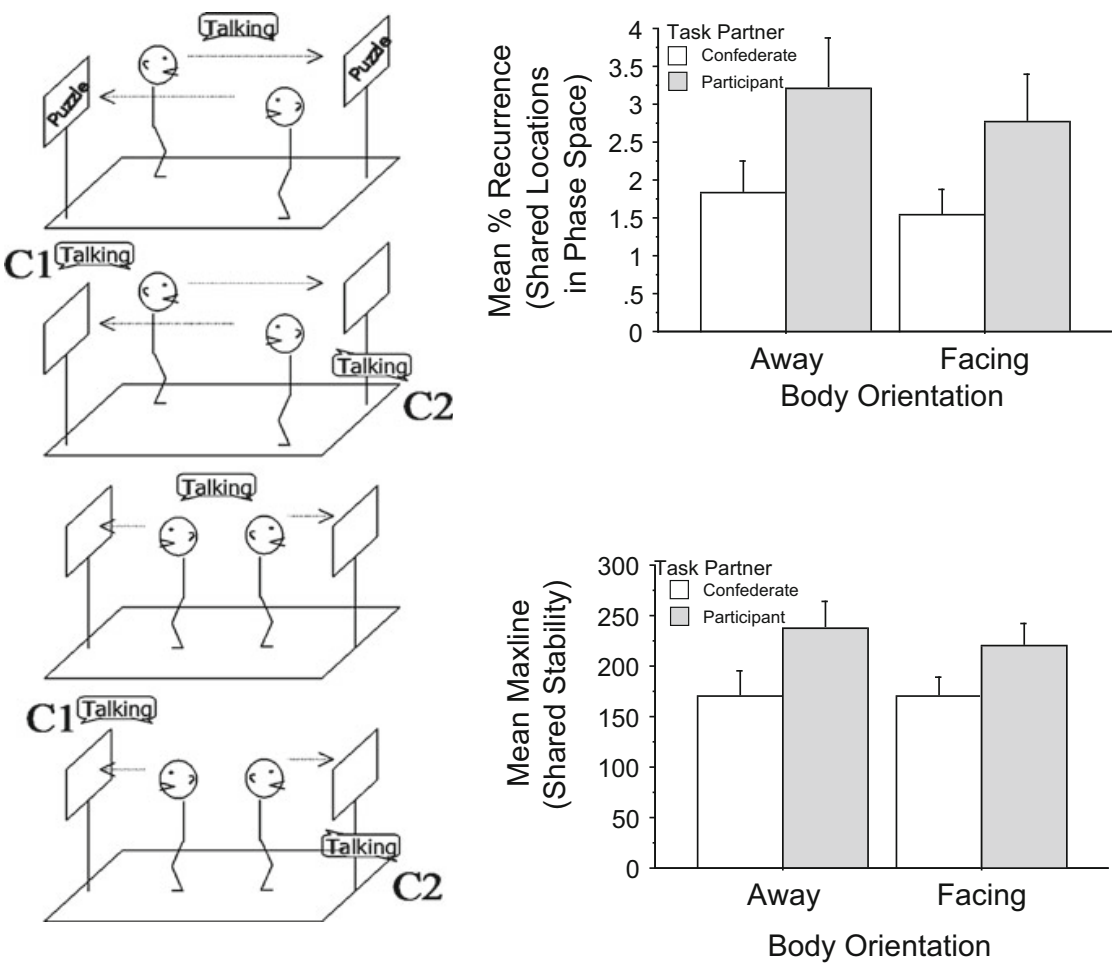 Talking
Puzzle
Puzzle
C1
Talking
Talking
C2
Talking
C1
Talking
Talking
C2
Mean % Recurrence
(Shared Locations
in Phase Space)
4
3.5
3
2.5
2
1.5
1
.5
0
Task Partner
Confederate
Participant
Away
Facing
Body Orientation
Mean Maxline
(Shared Stability)
300
250
200
150
100
50
0
Task Partner
Confederate
Participant
Away
Facing
Body Orientation